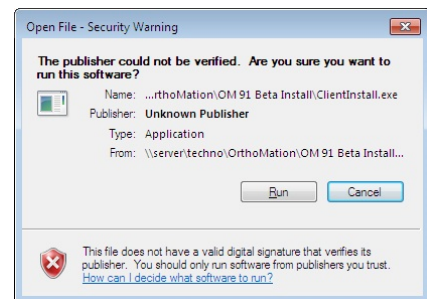 Open File - Security Warning
The publisher could not be verified.  Are you sure you want to
run this software?
Name: ...rthoMation\OM 91 Beta Install\ClientInstall.exe
Publisher: Unknown Publisher
Type: Application
From: \\server\techno\OrthoMation\OM 91 Beta Install...
Run Cancel
This file does not have a valid digital signature that verifies its
publisher.  You should only run software from publishers you trust.
How can I decide what software to run?